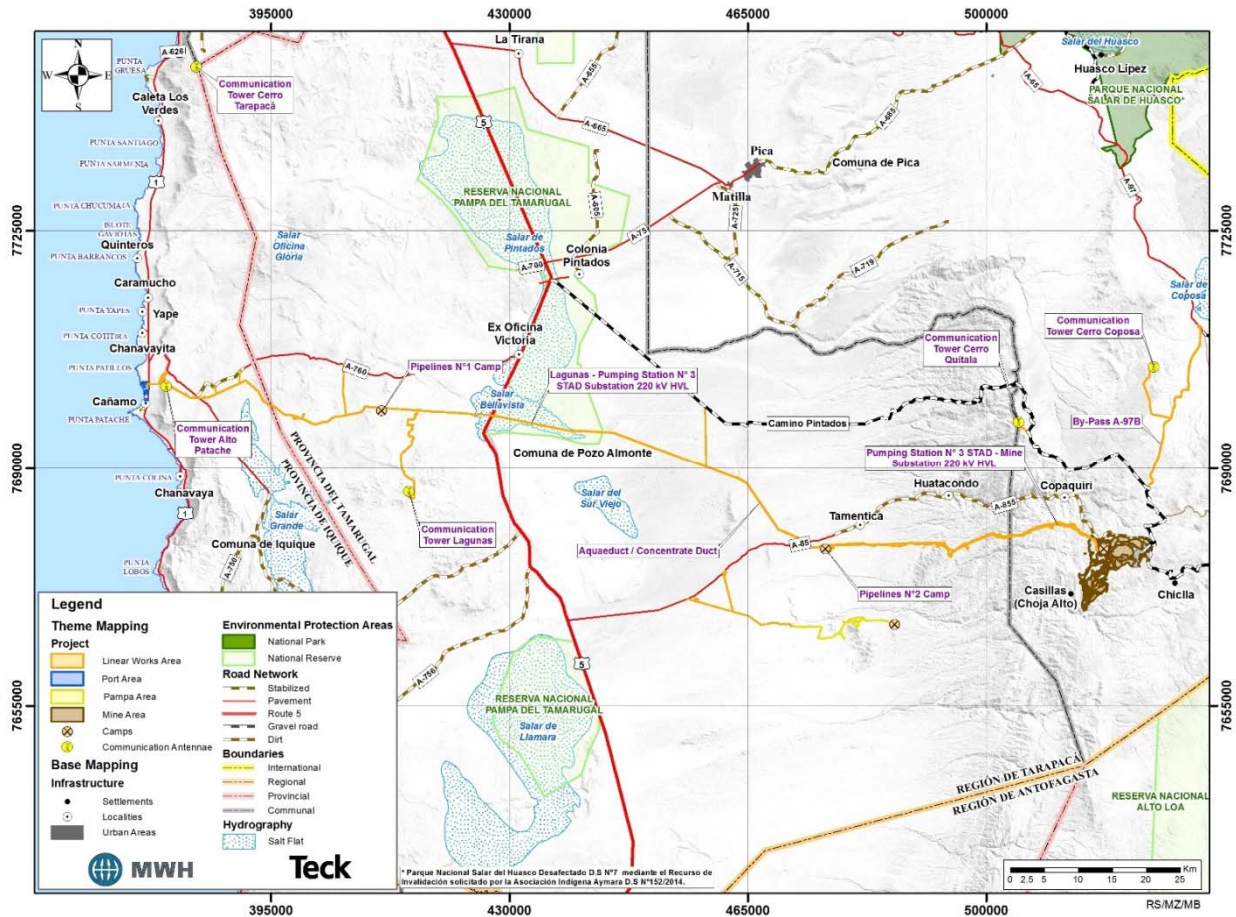 395000
430000
465000
500000
N
W
E
S
A-626
PUNTA
GRUESA
Communication
Tower Cerro
Tarapacà
Caleta Los
Verdes
PUNTA SANTIAGO
PUNTA SARMENIA
1
PUNTA CHUCUMATA
ISLOTE
GAVIOTAS
Quinteros
PUNTA BARRANCOS
Caramucho
PUNTA YAPES
Yape
PUNTA COTITIRA
Chanavayita
PUNTA PATILLOS
Cañamo
PUNTA PATACHE
PUNTA COLINA
Chanavaya
1
PUNTA
LOBOS
Salar
Oficina
Gloria
La Tirana
A-655
5
A-665
A-685
RESERVA NACIONAL
PAMPA DEL TAMARUGAL
A-605
Salar de
Pintados
Colonia
Pintados
A-700
A-75
Pica
Matilla
Comuna de Pica
A-725
A-715
A-719
Salar del Huasco
Huasco Lípez
PARQUE NACIONAL
SALAR DE HUASCO*
A-65
A-97
Salar de
Coposa
7725000
7725000
Ex Oficina
Victoria
A-760
Pipelines N°1 Camp
Lagunas - Pumping Station N° 3
STAD Substation 220 kV HVL
Salar
Bellavista
Communication
Tower Cerro
Quitala
Communication
Tower Cerro Coposa
By-Pass A-97B
Camino Pintados
Communication
Tower Alto
Patache
PROVINCIA DEL TAMARUGAL
PROVINCIA DE IQUIQUE
Comuna de Pozo Almonte
Pumping Station N° 3 STAD - Mine
Substation 220 kV HVL
7690000
7690000
Salar del
Sur Viejo
Huatacondo
Copaquiri
A-855
Tamentica
Communication
Tower Lagunas
Aquaeduct / Concentrate Duct
A-85
Salar
Grande
Comuna de Iquique
A-750
Pipelines N°2 Camp
Casillas
(Choja Alto)
Chiclla
A-756
5
RESERVA NACIONAL
PAMPA DEL TAMARUGAL
Salar de
Llamara
7655000
7655000
REGIÓN DE TARAPACÁ
REGIÓN DE ANTOFAGASTA
RESERVA NACIONAL
ALTO LOA
Legend
Theme Mapping
Project
Linear Works Area
Port Area
Pampa Area
Mine Area
Camps
Communication Antennae
Base Mapping
Infrastructure
Settlements
Localities
Urban Areas
Environmental Protection Areas
National Park
National Reserve
Road Network
Stabilized
Pavement
Route 5
Gravel road
Dirt
Boundaries
International
Regional
Provincial
Communal
Hydrography
Salt Flat
MWH
Teck
* Parque Nacional Salar del Huasco Desafectado D.S N°7 mediante el Recurso de
Invalidación solicitado por la Asociación Indígena Aymara D.S N°152/2014.
Km
0 2.5 5 10 15 20 25
395000
430000
465000
500000
RS/MZ/MB